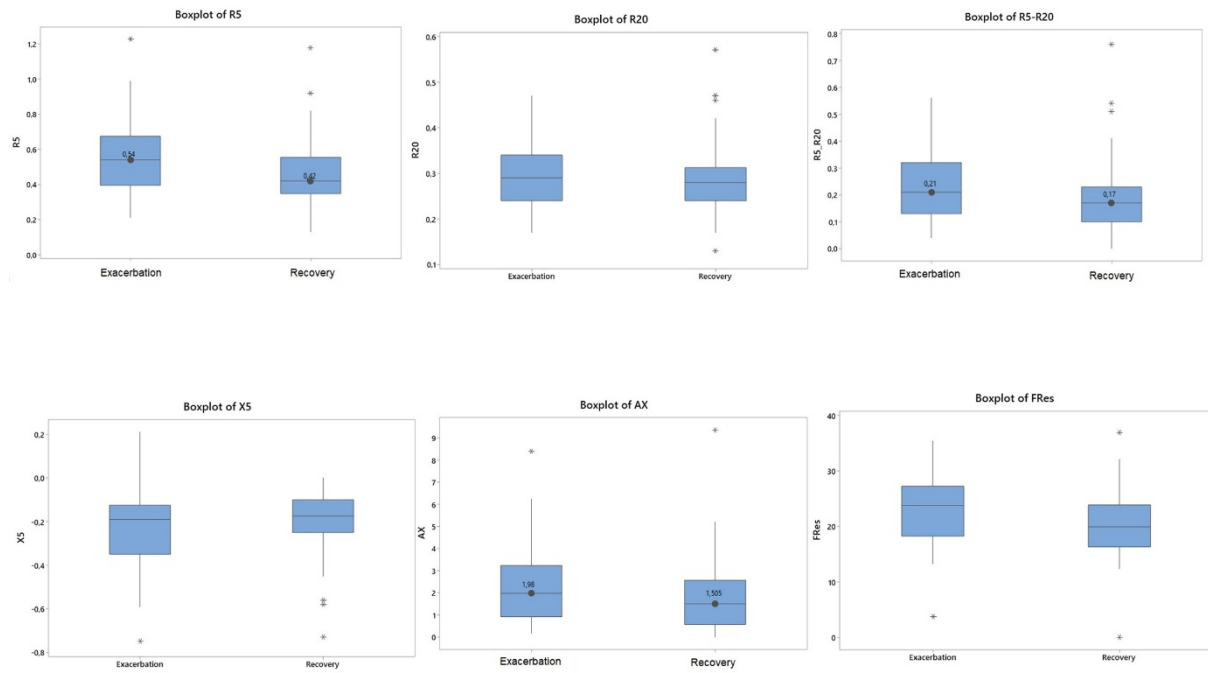 Boxplot of R5
1,2
1,0
0,8
0,6
0,4
0,2
0,0
R5
0,54
0,42
Exacerbation Recovery
Boxplot of R20
0,6
0,5
0,4
0,3
0,2
0,1
R20
Exacerbation Recovery
Boxplot of R5-R20
0,8
0,7
0,6
0,5
0,4
0,3
0,2
0,1
0,0
R5_R20
0,21
0,17
Exacerbation Recovery
Boxplot of X5
0,2
0,0
-0,2
-0,4
-0,6
-0,8
X5
Exacerbation Recovery
Boxplot of AX
9
8
7
6
5
4
3
2
1
0
AX
1,98
1,505
Exacerbation Recovery
Boxplot of FRes
40
30
20
10
0
FRes
Exacerbation Recovery